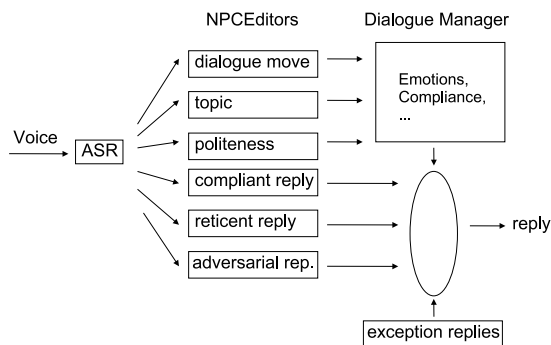 NPCEditors
Dialogue Manager
dialogue move
topic
politeness
compliant reply
reticent reply
adversarial rep.
Voice
ASR
Emotions,
Compliance,
...
reply
exception replies